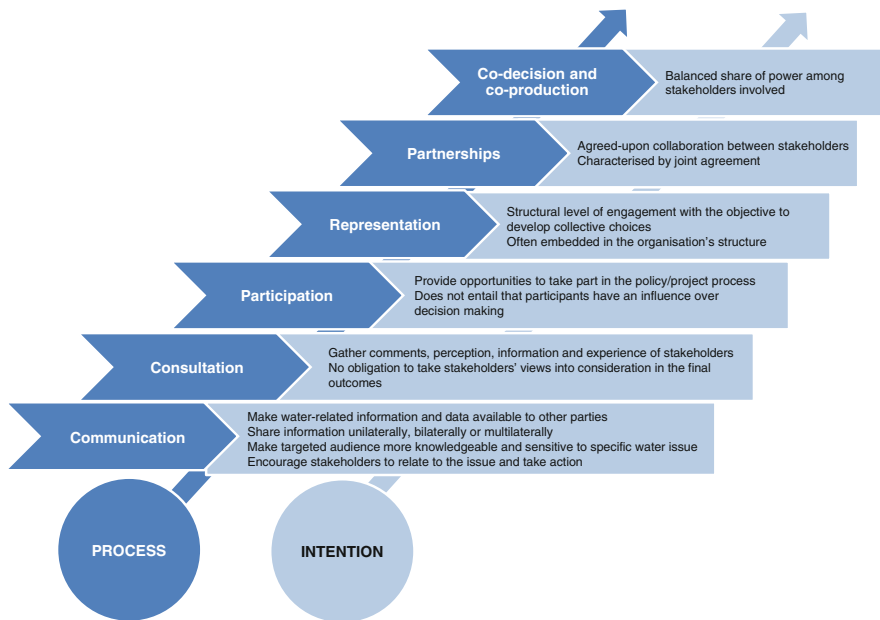 Co-decision and
co-production
Balanced share of power among
stakeholders involved
Partnerships
Agreed-upon collaboration between stakeholders
Characterised by joint agreement
Representation
Structural level of engagement with the objective to
develop collective choices
Often embedded in the organisation's structure
Participation
Provide opportunities to take part in the policy/project process
Does not entail that participants have an influence over
decision making
Consultation
Gather comments, perception, information and experience of stakeholders
No obligation to take stakeholders' views into consideration in the final
outcomes
Communication
Make water-related information and data available to other parties
Share information unilaterally, bilaterally or multilaterally
Make targeted audience more knowledgeable and sensitive to specific water issue
Encourage stakeholders to relate to the issue and take action
PROCESS
INTENTION